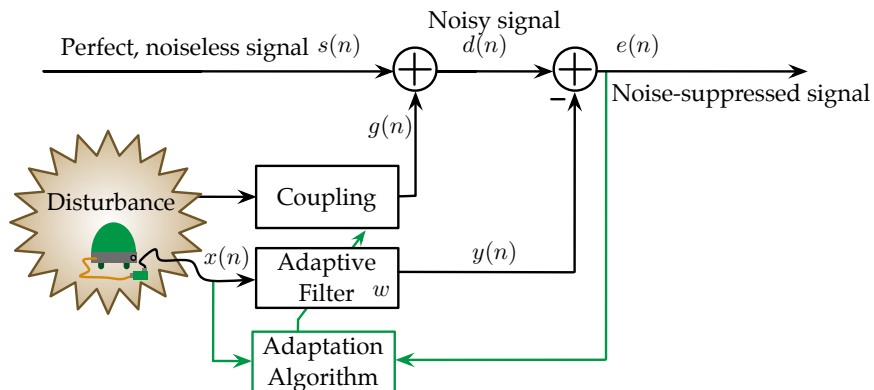 Noisy signal
Perfect, noiseless signal s(n)
d(n)
e(n)
Noise-suppressed signal
g(n)
Disturbance
Coupling
x(n)
Adaptive
Filter w
y(n)
Adaptation
Algorithm